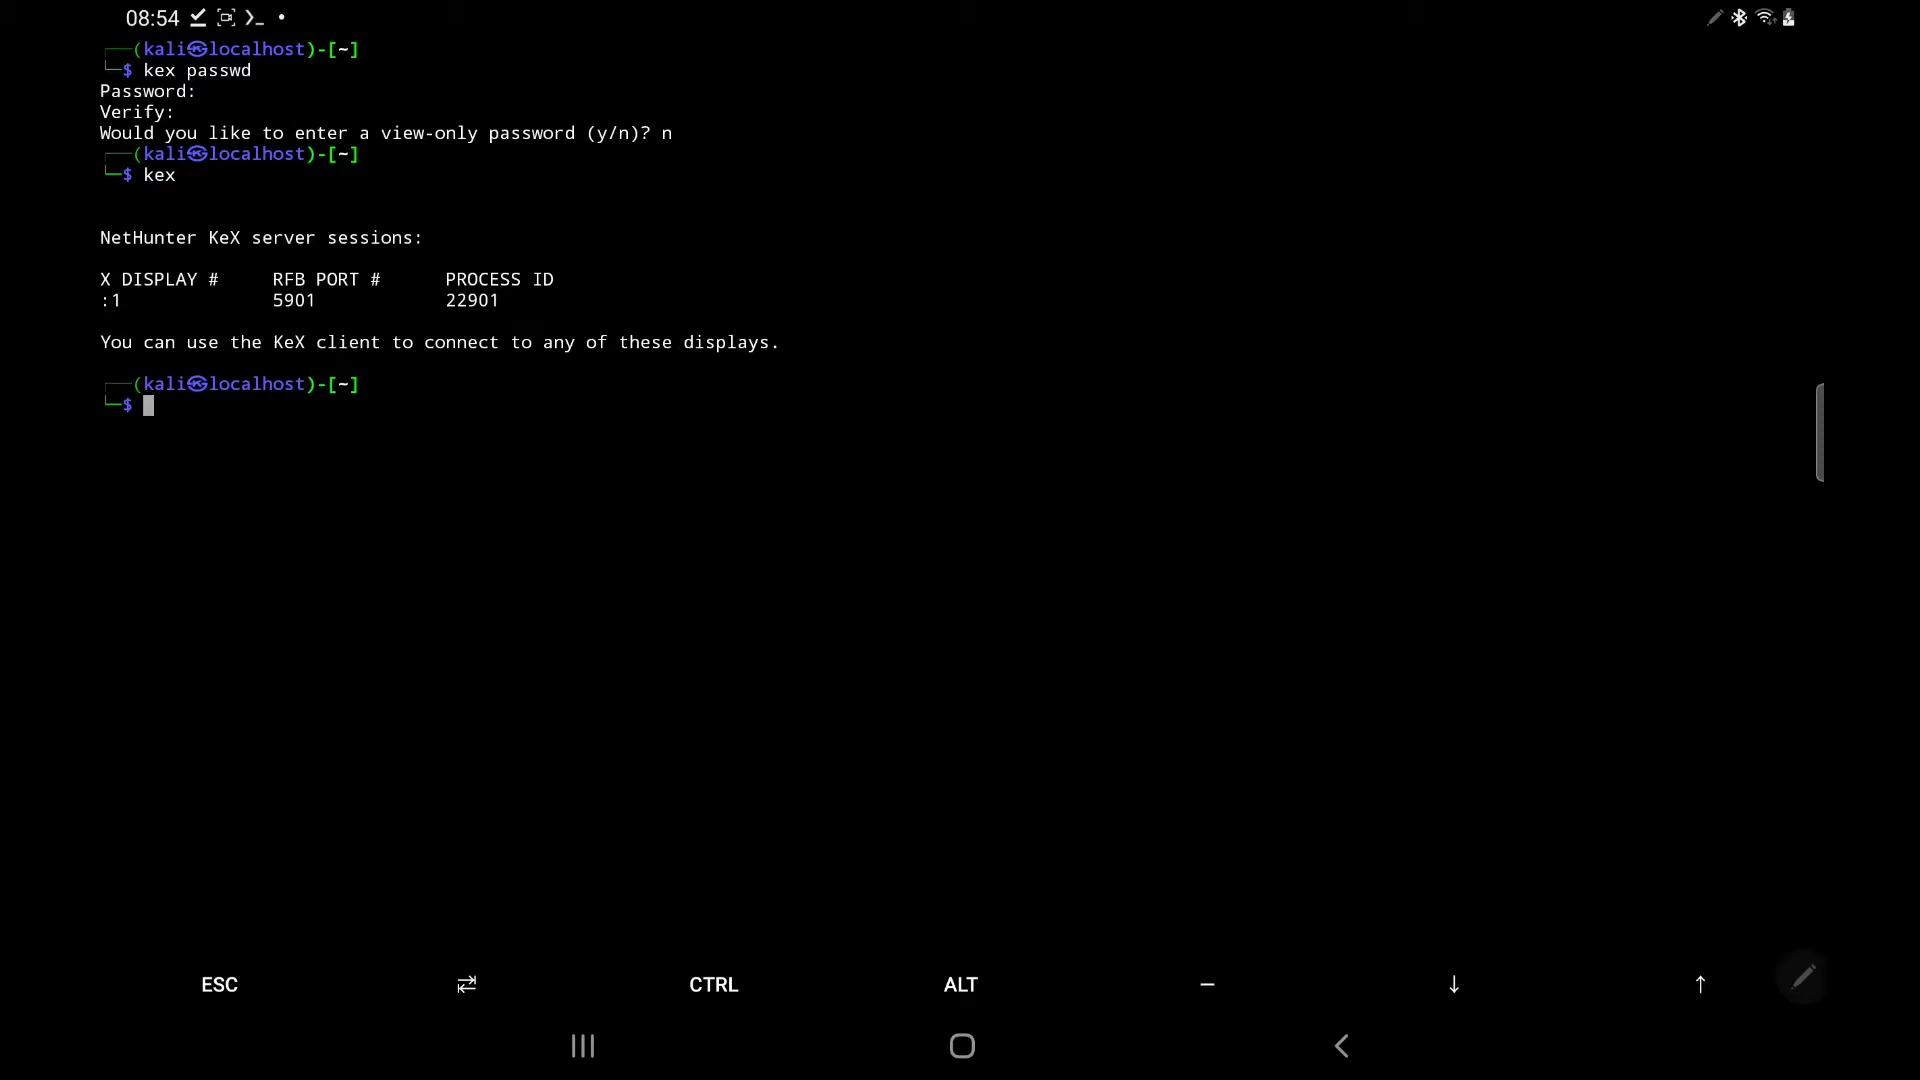 08:54
┌──(kali㉿localhost)-[~]
└─$ kex passwd
Password:
Verify:
Would you like to enter a view-only password (y/n)? n
┌──(kali㉿localhost)-[~]
└─$ kex
NetHunter KeX server sessions:
X DISPLAY # RFB PORT # PROCESS ID
:1 5901 22901
You can use the KeX client to connect to any of these displays.
┌──(kali㉿localhost)-[~]
└─$
ESC ⇄ CTRL ALT — ↓ ↑